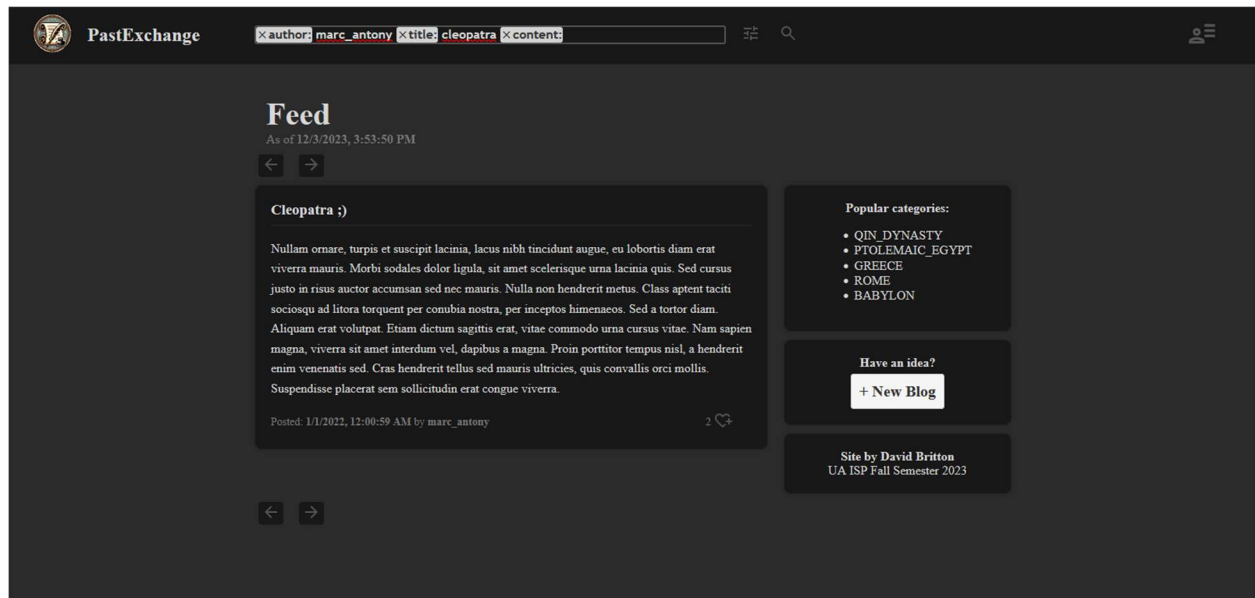 PastExchange
×author: marc_antony ×title: cleopatra ×content:
Feed
As of 12/3/2023, 3:53:50 PM
Cleopatra ;)
Nullam ornare, turpis et suscipit lacinia, lacus nibh tincidunt augue, eu lobortis diam erat
viverra mauris. Morbi sodales dolor ligula, sit amet scelerisque urna lacinia quis. Sed cursus
justo in risus auctor accumsan sed nec mauris. Nulla non hendrerit metus. Class aptent taciti
sociosqu ad litora torquent per conubia nostra, per inceptos himenaeos. Sed a tortor diam.
Aliquam erat volutpat. Etiam dictum sagittis erat, vitae commodo urna cursus vitae. Nam sapien
magna, viverra sit amet interdum vel, dapibus a magna. Proin porttitor tempus nisl, a hendrerit
enim venenatis sed. Cras hendrerit tellus sed mauris ultricies, quis convallis orci mollis.
Suspendisse placerat sem sollicitudin erat congue viverra.
Posted: 1/1/2022, 12:00:59 AM by marc_antony
2
Popular categories:
• QIN_DYNASTY
• PTOLEMAIC_EGYPT
• GREECE
• ROME
• BABYLON
Have an idea?
+ New Blog
Site by David Britton
UA ISP Fall Semester 2023